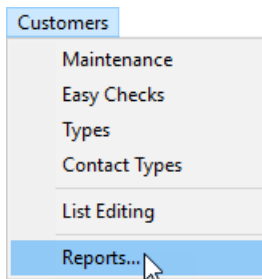 Customers
Maintenance
Easy Checks
Types
Contact Types
List Editing
Reports...